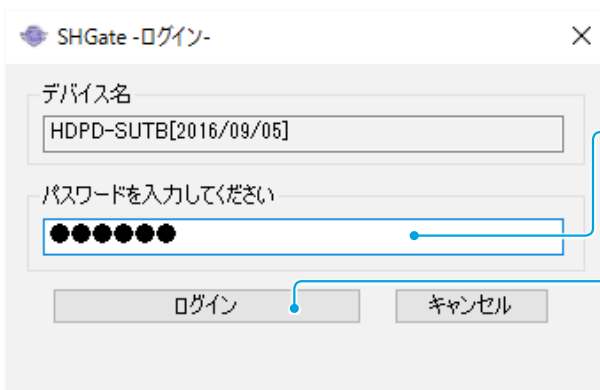 SHGate -ログイン-
デバイス名
HDPD-SUTB[2016/09/05]
パスワードを入力してください
●●●●●●
ログイン
キャンセル